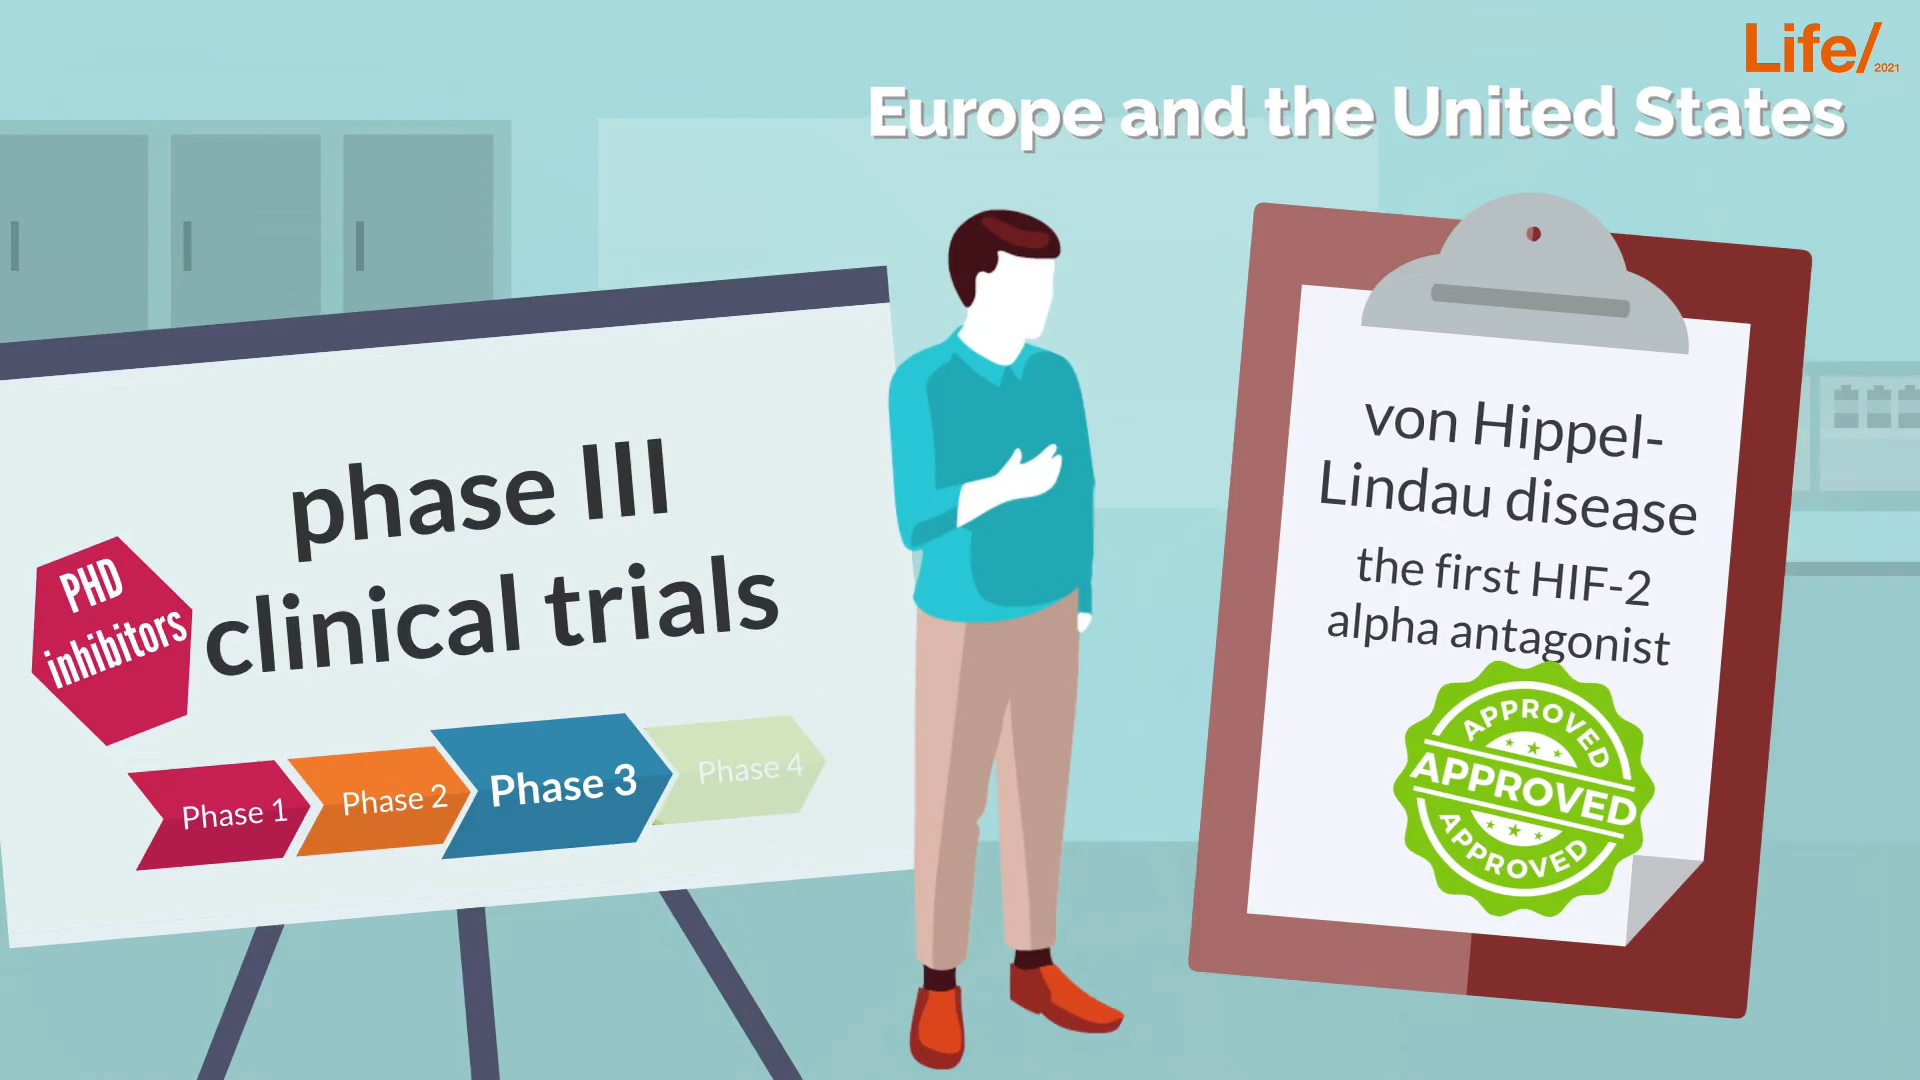 Life/2021
Europe and the United States
phase III
clinical trials
PHD
inhibitors
Phase 1
Phase 2
Phase 3
Phase 4
von Hippel-
Lindau disease
the first HIF-2
alpha antagonist
APPROVED
APPROVED
APPROVED